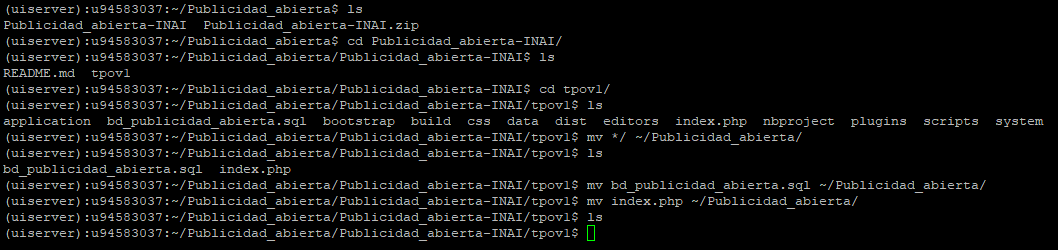 (uiserver):u94583037:~/Publicidad_abierta$ ls
Publicidad_abierta-INAI  Publicidad_abierta-INAI.zip
(uiserver):u94583037:~/Publicidad_abierta$ cd Publicidad_abierta-INAI/
(uiserver):u94583037:~/Publicidad_abierta/Publicidad_abierta-INAI$ ls
README.md  tpov1
(uiserver):u94583037:~/Publicidad_abierta/Publicidad_abierta-INAI$ cd tpov1/
(uiserver):u94583037:~/Publicidad_abierta/Publicidad_abierta-INAI/tpov1$ ls
application  bd_publicidad_abierta.sql  bootstrap  build  css  data  dist  editors  index.php  nbproject  plugins  scripts  system
(uiserver):u94583037:~/Publicidad_abierta/Publicidad_abierta-INAI/tpov1$ mv */ ~/Publicidad_abierta/
(uiserver):u94583037:~/Publicidad_abierta/Publicidad_abierta-INAI/tpov1$ ls
bd_publicidad_abierta.sql  index.php
(uiserver):u94583037:~/Publicidad_abierta/Publicidad_abierta-INAI/tpov1$ mv bd_publicidad_abierta.sql ~/Publicidad_abierta/
(uiserver):u94583037:~/Publicidad_abierta/Publicidad_abierta-INAI/tpov1$ mv index.php ~/Publicidad_abierta/
(uiserver):u94583037:~/Publicidad_abierta/Publicidad_abierta-INAI/tpov1$ ls
(uiserver):u94583037:~/Publicidad_abierta/Publicidad_abierta-INAI/tpov1$